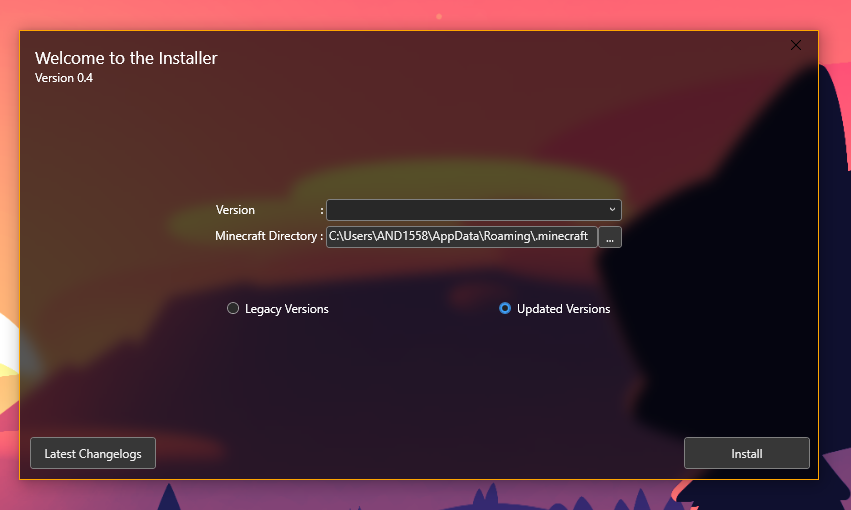 Welcome to the Installer
Version 0.4
Version :
Minecraft Directory : C:\Users\AND1558\AppData\Roaming\.minecraft ...
Legacy Versions Updated Versions
Latest Changelogs Install